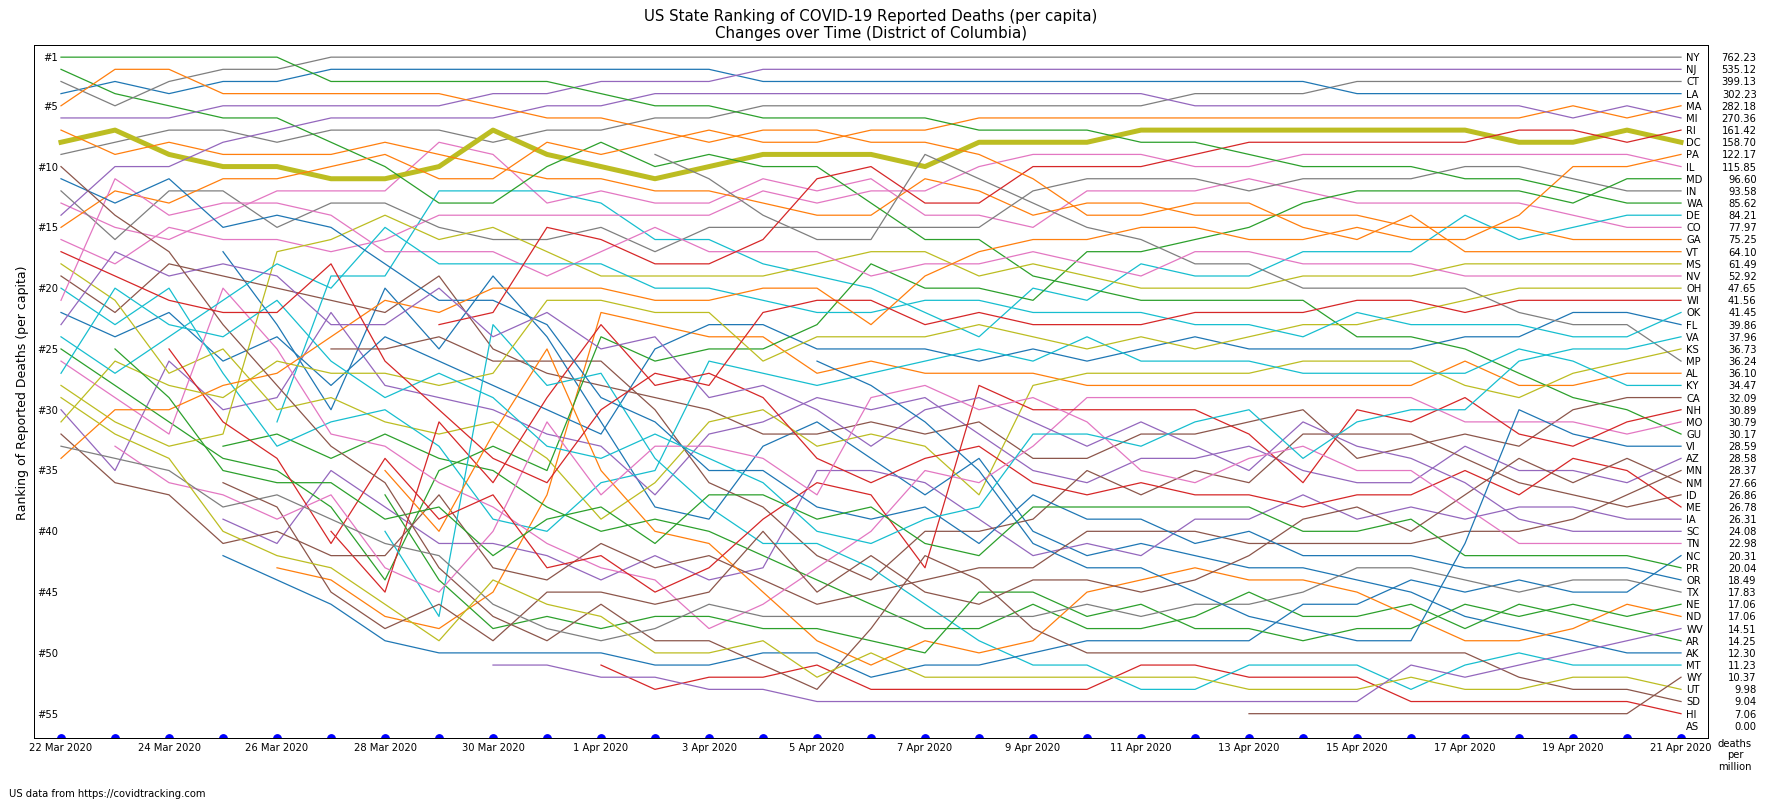 US State Ranking of COVID-19 Reported Deaths (per capita)
Changes over Time (District of Columbia)
Ranking of Reported Deaths (per capita)
#1
#5
#10
#15
#20
#25
#30
#35
#40
#45
#50
#55
NY 762.23
NJ 535.12
CT 399.13
LA 302.23
MA 282.18
MI 270.36
RI 161.42
DC 158.70
PA 122.17
IL 115.85
MD 96.60
IN 93.58
WA 85.62
DE 84.21
CO 77.97
GA 75.25
VT 64.10
MS 61.49
NV 52.92
OH 47.65
WI 41.56
OK 41.45
FL 39.86
VA 37.96
KS 36.73
MP 36.24
AL 36.10
KY 34.47
CA 32.09
NH 30.89
MO 30.79
GU 30.17
VI 28.59
AZ 28.58
MN 28.37
NM 27.66
ID 26.86
ME 26.78
IA 26.31
SC 24.08
TN 22.98
NC 20.31
PR 20.04
OR 18.49
TX 17.83
NE 17.06
ND 17.06
WV 14.51
AR 14.25
AK 12.30
MT 11.23
WY 10.37
UT 9.98
SD 9.04
HI 7.06
AS 0.00
22 Mar 2020 24 Mar 2020 26 Mar 2020 28 Mar 2020 30 Mar 2020 1 Apr 2020 3 Apr 2020 5 Apr 2020 7 Apr 2020 9 Apr 2020 11 Apr 2020 13 Apr 2020 15 Apr 2020 17 Apr 2020 19 Apr 2020 21 Apr 2020
deaths
per
million
US data from https://covidtracking.com